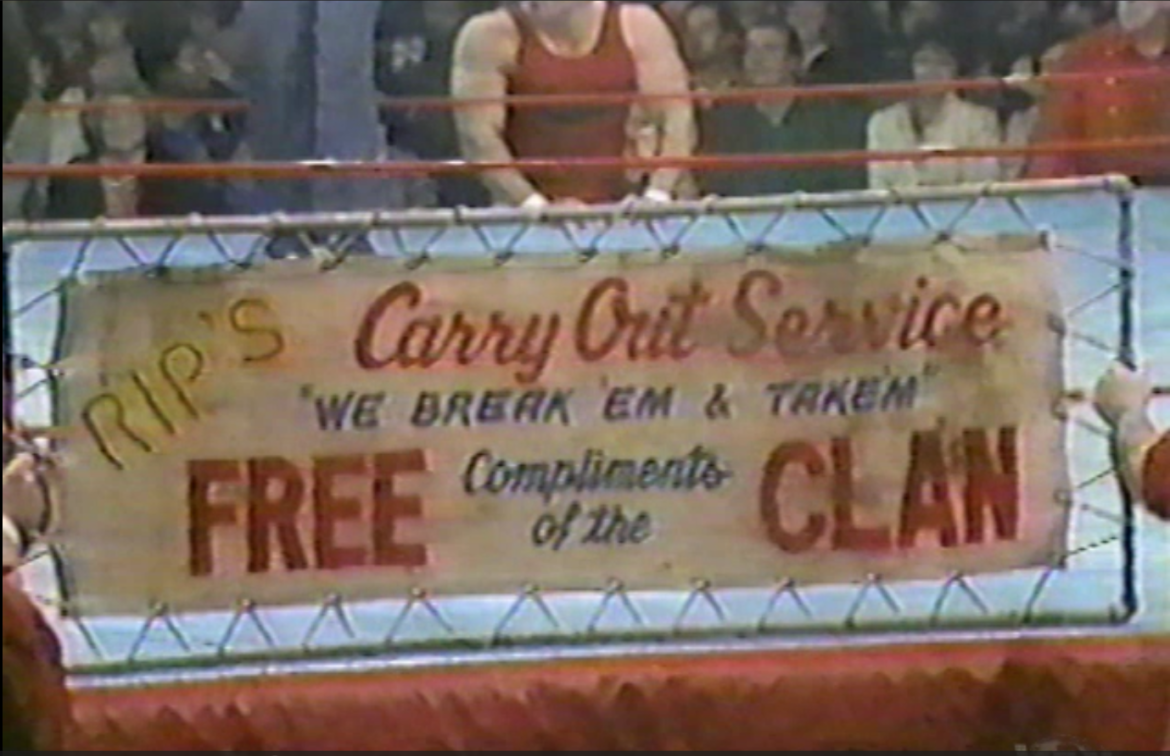 RIP'S Carry Out Service
"WE BREAK 'EM & TAKE'M"
FREE Compliments of the CLAN